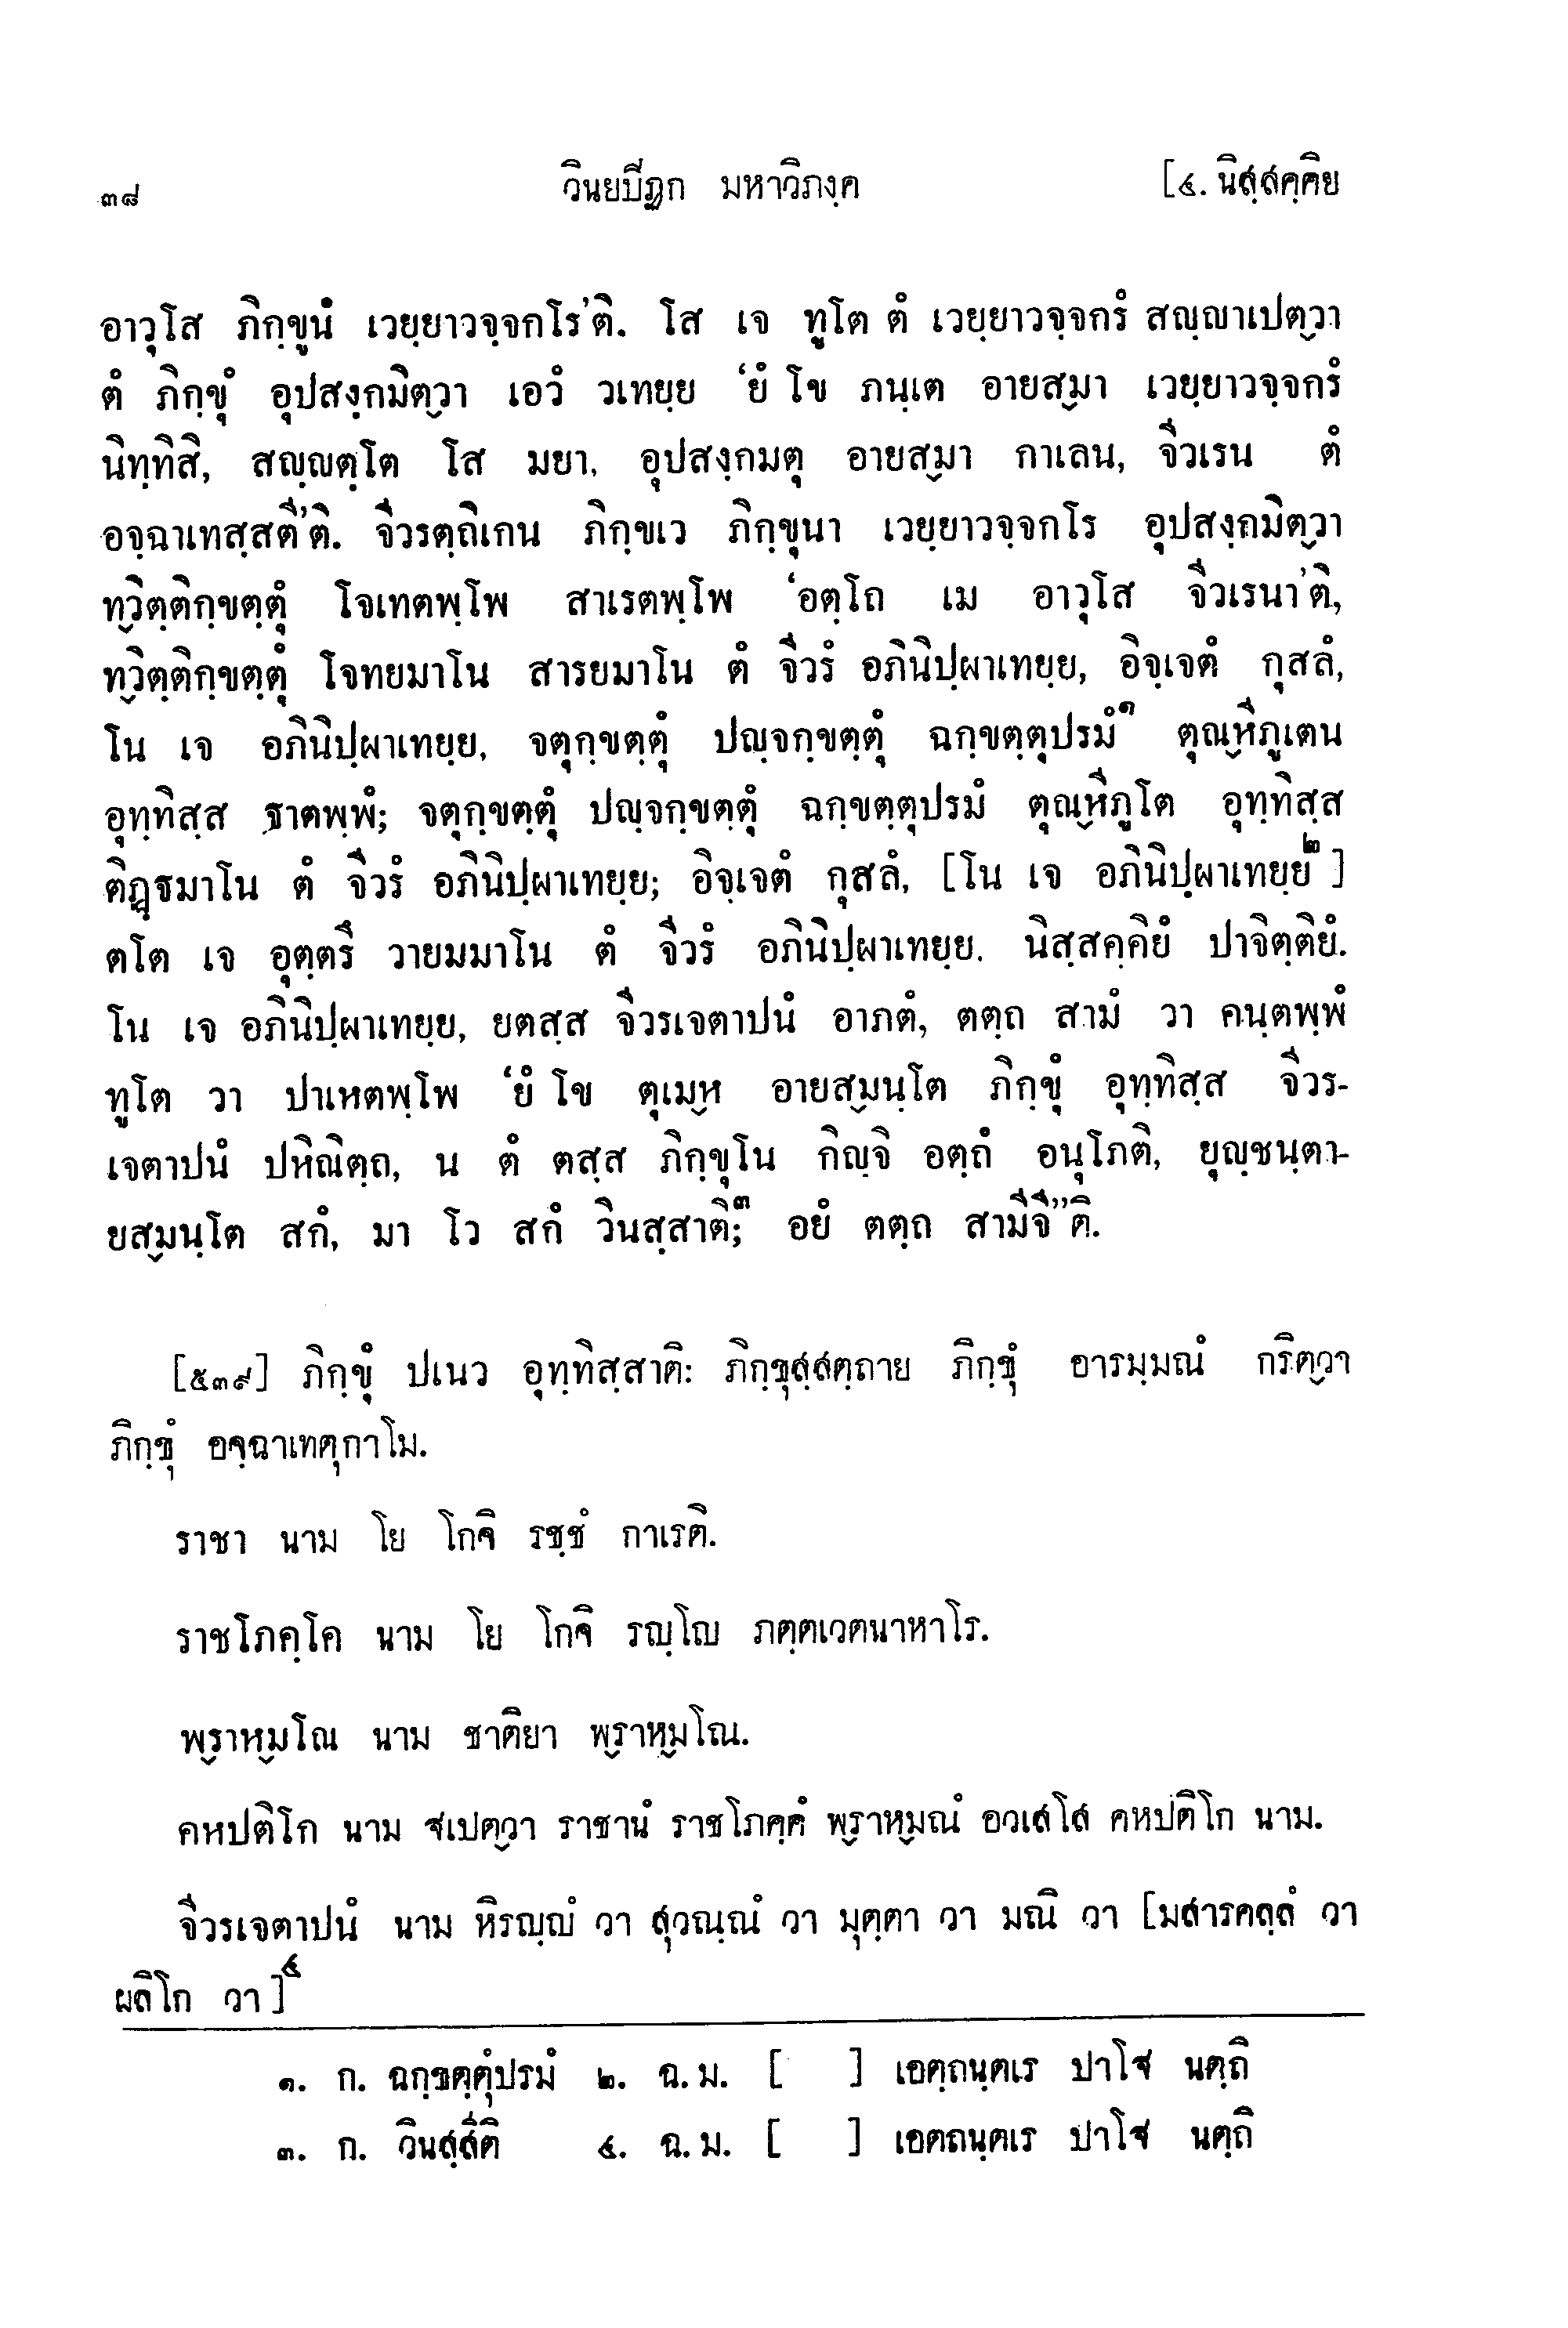 ๓๘ วินยปีฏก มหาวิภงฺค [๔. นิสฺสคฺคิย
อาวุโส ภิกฺขูนํ เวยฺยาวจฺจกโร’ติ. โส เจ ทูโต ตํ เวยฺยาวจฺจกรํ สญฺญาเปตฺวา
ตํ ภิกฺขุํ อุปสงฺกมิตฺวา เอวํ วเทยฺย ‘ยํ โข ภนฺเต อายสฺมา เวยฺยาวจฺจกรํ
นิทฺทิสิ, สญฺญตฺโต โส มยา, อุปสงฺกมตุ อายสฺมา กาเลน, จีวเรน ตํ
อจฺฉาเทสฺสตี’ติ. จีวรตฺถิเกน ภิกฺขเว ภิกฺขุนา เวยฺยาวจฺจกโร อุปสงฺกมิตฺวา
ทฺวิตฺติกฺขตฺตุํ โจเทตพฺโพ สาเรตพฺโพ ‘อตฺโถ เม อาวุโส จีวเรนา’ติ,
ทฺวิตฺติกฺขตฺตุํ โจทยมาโน สารยมาโน ตํ จีวรํ อภินิปฺผาเทยฺย, อิจฺเจตํ กุสลํ,
โน เจ อภินิปฺผาเทยฺย, จตุกฺขตฺตุํ ปญฺจกฺขตฺตุํ ฉกฺขตฺตุปรมํ๑ ตุณฺหีภูเตน
อุทฺทิสฺส ฐาตพฺพํ; จตุกฺขตฺตุํ ปญฺจกฺขตฺตุํ ฉกฺขตฺตุปรมํ ตุณฺหีภูโต อุทฺทิสฺส
ติฏฺฐมาโน ตํ จีวรํ อภินิปฺผาเทยฺย; อิจฺเจตํ กุสลํ, [โน เจ อภินิปฺผาเทยฺย๒]
ตโต เจ อุตฺตรึ วายมมาโน ตํ จีวรํ อภินิปฺผาเทยฺย, นิสฺสคฺคิยํ ปาจิตฺติยํ.
โน เจ อภินิปฺผาเทยฺย, ยตสฺส จีวรเจตาปนํ อาภตํ, ตตฺถ สามํ วา คนฺตพฺพํ
ทูโต วา ปาเหตพฺโพ ‘ยํ โข ตุเมฺห อายสฺมนฺโต ภิกฺขุํ อุทฺทิสฺส จีวร-
เจตาปนํ ปหิณิตฺถ, น ตํ ตสฺส ภิกฺขุโน กิญฺจิ อตฺถํ อนุโภติ, ยุญฺชนฺตา-
ยสฺมนฺโต สกํ, มา โว สกํ วินสฺสาติ;๓ อยํ ตตฺถ สามีจี”ติ.
[๕๓๙] ภิกฺขุํ ปเนว อุทฺทิสฺสาติ: ภิกฺขุสฺสตฺถาย ภิกฺขุํ อารมฺมณํ กริตฺวา
ภิกฺขุํ อจฺฉาเทตุกาโม.
ราชา นาม โย โกจิ รชฺชํ กาเรติ.
ราชโภคฺโค นาม โย โกจิ รญฺโญ ภตฺตเวตนาหาโร.
พฺราหฺมโณ นาม ชาติยา พฺราหฺมโณ.
คหปติโก นาม ฐเปตฺวา ราชานํ ราชโภคฺคํ พฺราหฺมณํ อวเสโส คหปติโก นาม.
จีวรเจตาปนํ นาม หิรญฺญํ วา สุวณฺณํ วา มุตฺตา วา มณิ วา [มสารคลฺลํ วา
ผลิโก วา]๔
๑. ก. ฉกฺขตฺตุํปรมํ ๒. ฉ. ม. [ ] เอตฺถนฺตเร ปาโฐ นตฺถิ
๓. ก. วินสฺสีติ ๔. ฉ. ม. [ ] เอตถนฺตเร ปาโฐ นตฺถิ